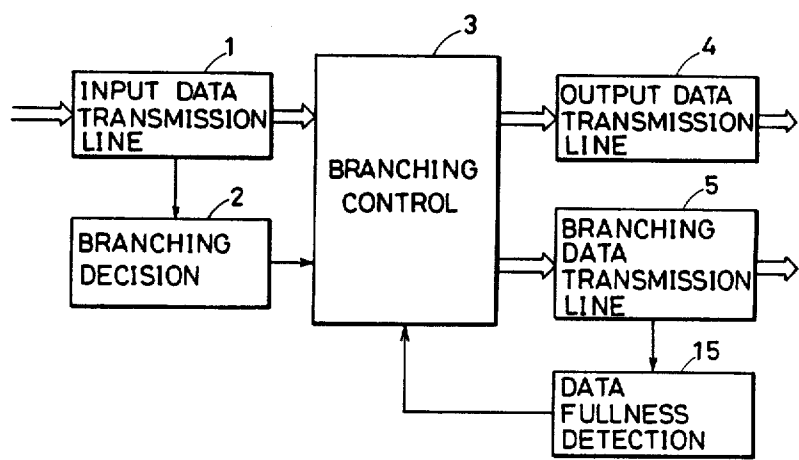 1
INPUT DATA
TRANSMISSION
LINE
2
BRANCHING
DECISION
3
BRANCHING
CONTROL
4
OUTPUT DATA
TRANSMISSION
LINE
5
BRANCHING
DATA
TRANSMISSION
LINE
15
DATA
FULLNESS
DETECTION